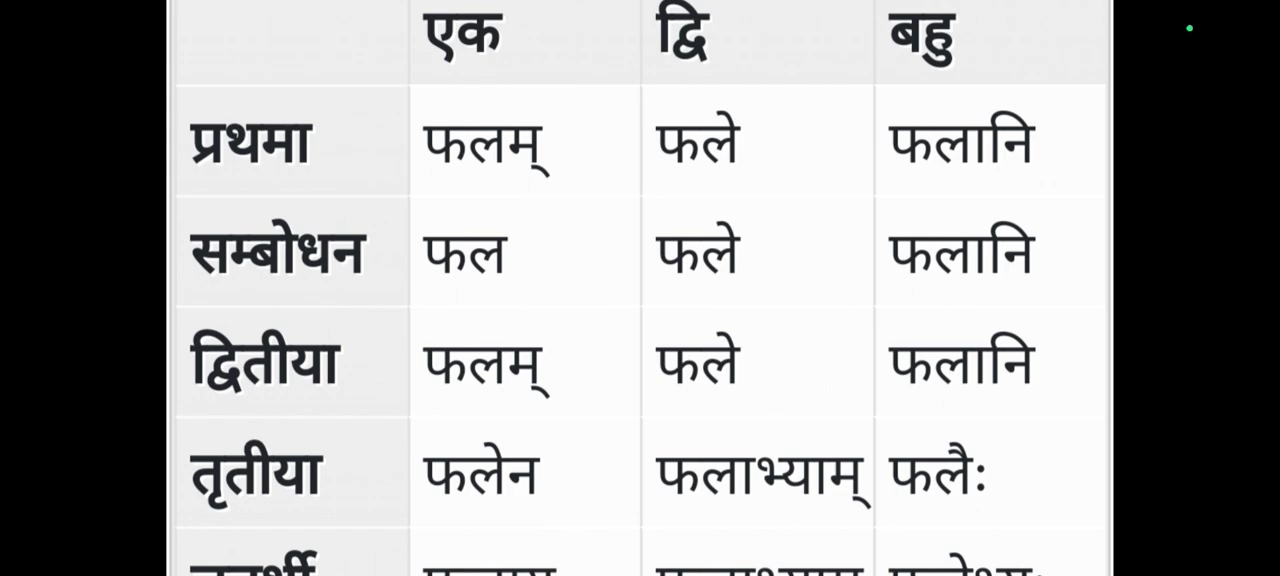 एक द्वि बहु
प्रथमा फलम् फले फलानि
सम्बोधन फल फले फलानि
द्वितीया फलम् फले फलानि
तृतीया फलेन फलाभ्याम् फलैः